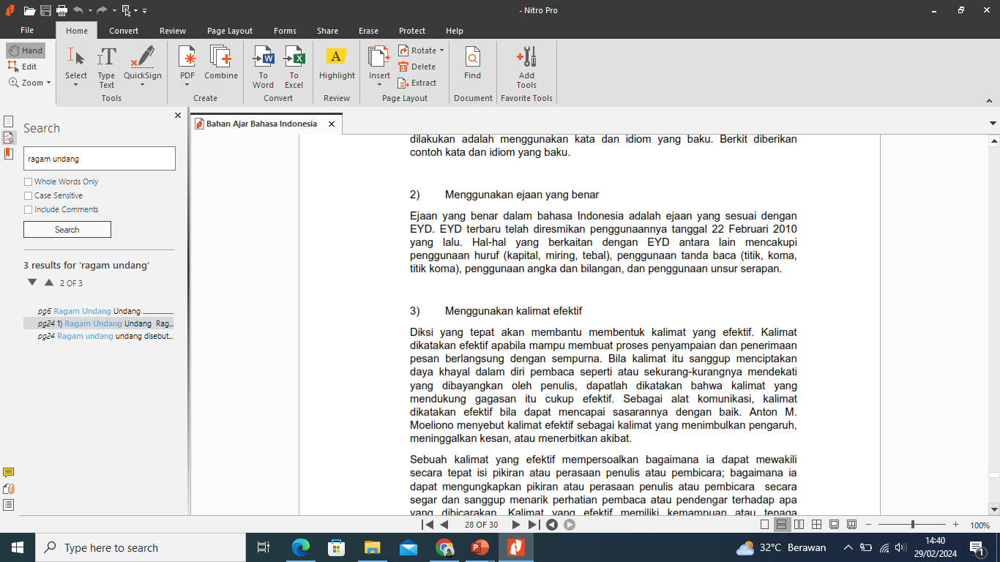 - Nitro Pro
File
Home
Convert
Review
Page Layout
Forms
Share
Erase
Protect
Help
Hand
Edit
Zoom
Select
Type Text
QuickSign
Tools
PDF
Combine
Create
To Word
To Excel
Convert
A
Highlight
Review
Insert
Rotate
Delete
Extract
Page Layout
Find
Document
Add Tools
Favorite Tools
Search
ragam undang
Whole Words Only
Case Sensitive
Include Comments
Search
3 results for 'ragam undang'
2 OF 3
pg6 Ragam Undang Undang ...................
pg24 1) Ragam Undang Undang Rag...
pg24 Ragam undang undang disebut...
Bahan Ajar Bahasa Indonesia
dilakukan adalah menggunakan kata dan idiom yang baku. Berkit diberikan
contoh kata dan idiom yang baku.
2) Menggunakan ejaan yang benar
Ejaan yang benar dalam bahasa Indonesia adalah ejaan yang sesuai dengan
EYD. EYD terbaru telah diresmikan penggunaannya tanggal 22 Februari 2010
yang lalu. Hal-hal yang berkaitan dengan EYD antara lain mencakupi
penggunaan huruf (kapital, miring, tebal), penggunaan tanda baca (titik, koma,
titik koma), penggunaan angka dan bilangan, dan penggunaan unsur serapan.
3) Menggunakan kalimat efektif
Diksi yang tepat akan membantu membentuk kalimat yang efektif. Kalimat
dikatakan efektif apabila mampu membuat proses penyampaian dan penerimaan
pesan berlangsung dengan sempurna. Bila kalimat itu sanggup menciptakan
daya khayal dalam diri pembaca seperti atau sekurang-kurangnya mendekati
yang dibayangkan oleh penulis, dapatlah dikatakan bahwa kalimat yang
mendukung gagasan itu cukup efektif. Sebagai alat komunikasi, kalimat
dikatakan efektif bila dapat mencapai sasarannya dengan baik. Anton M.
Moeliono menyebut kalimat efektif sebagai kalimat yang menimbulkan pengaruh,
meninggalkan kesan, atau menerbitkan akibat.
Sebuah kalimat yang efektif mempersoalkan bagaimana ia dapat mewakili
secara tepat isi pikiran atau perasaan penulis atau pembicara; bagaimana ia
dapat mengungkapkan pikiran atau perasaan penulis atau pembicara secara
segar dan sanggup menarik perhatian pembaca atau pendengar terhadap apa
yang dibicarakan. Kalimat yang efektif memiliki kemampuan atau tenaga
28 OF 30
100%
Type here to search
32°C Berawan
14:40
29/02/2024
1